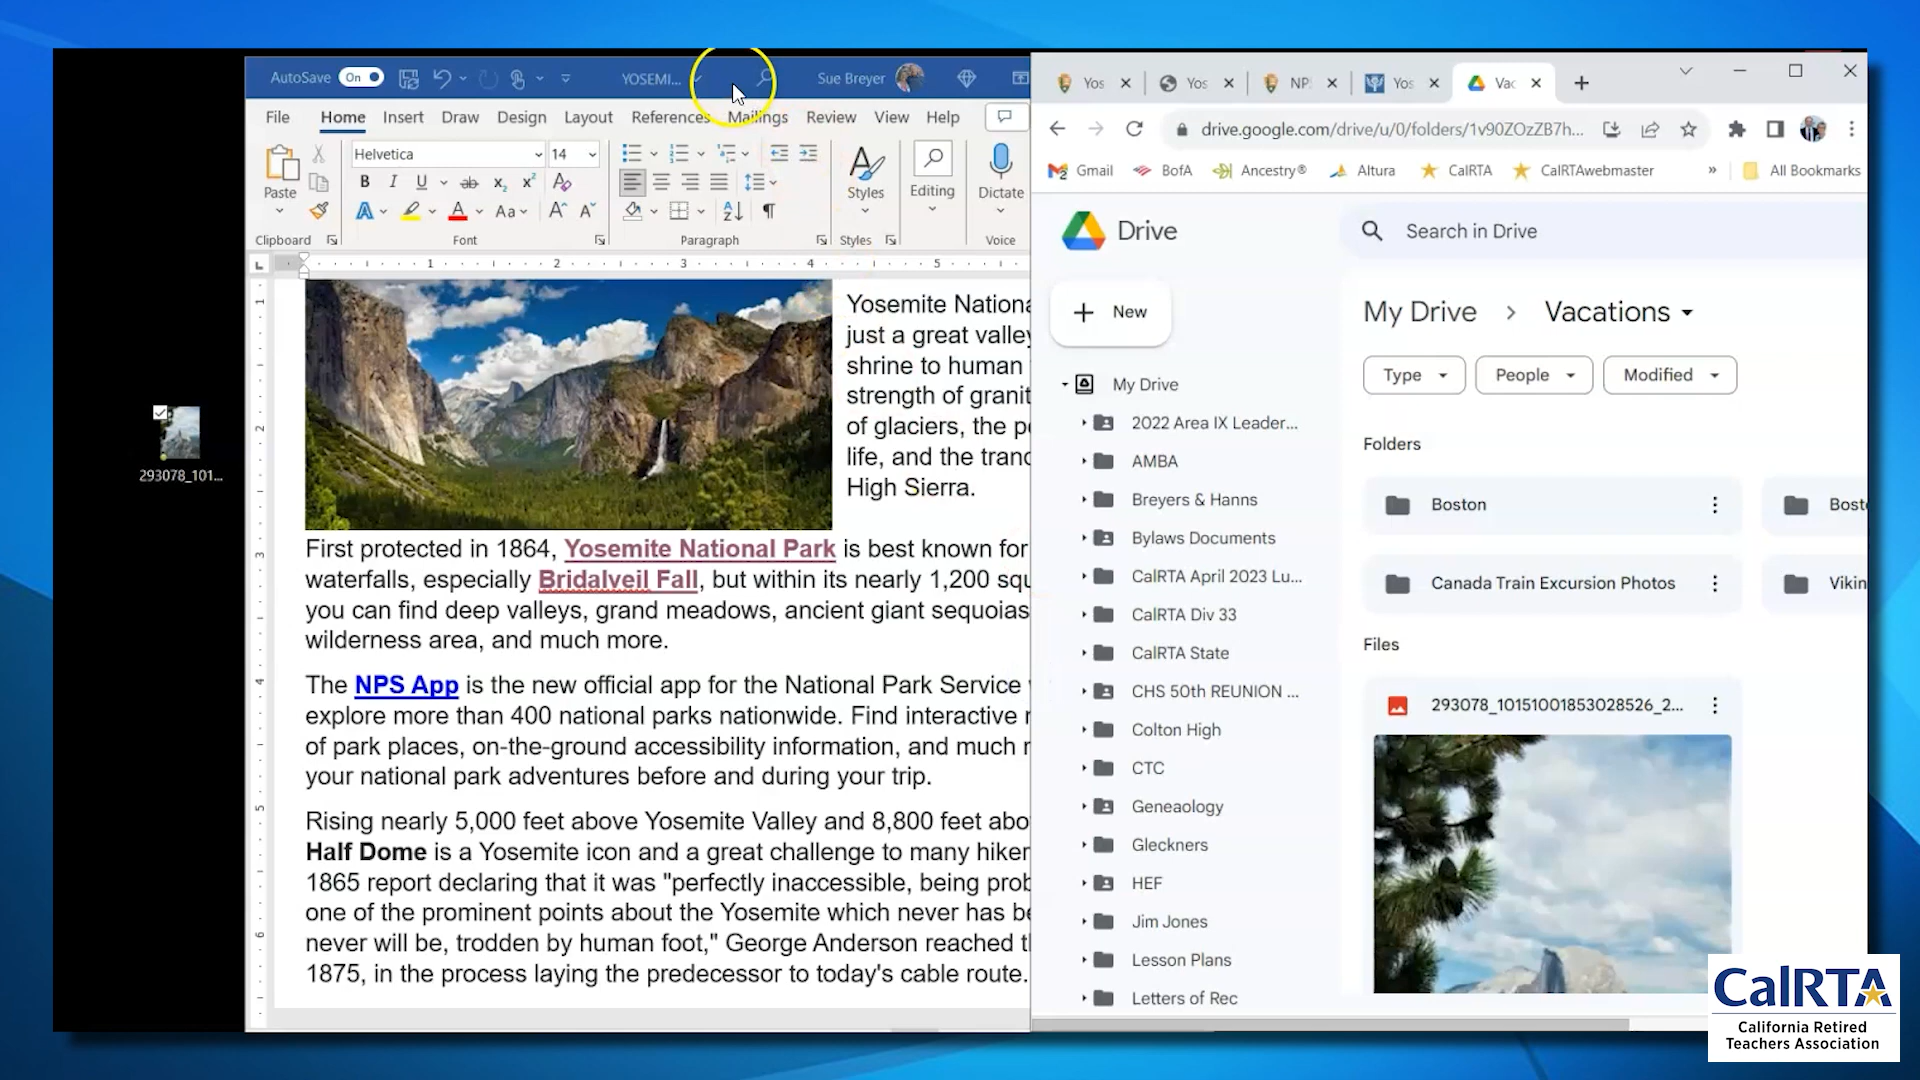 AutoSave On YOSEMI... Sue Breyer
File Home Insert Draw Design Layout References Mailings Review View Help
Helvetica 14
Paste
B I U ab x₂ x²
A A Aa A A
Styles Editing Dictate
Clipboard Font Paragraph Styles Voice
1 2 3 4 5
293078_101...
Yosemite Nationa
just a great valley
shrine to human
strength of granit
of glaciers, the pe
life, and the tranc
High Sierra.
First protected in 1864, Yosemite National Park is best known for
waterfalls, especially Bridalveil Fall, but within its nearly 1,200 squ
you can find deep valleys, grand meadows, ancient giant sequoias
wilderness area, and much more.
The NPS App is the new official app for the National Park Service
explore more than 400 national parks nationwide. Find interactive
of park places, on-the-ground accessibility information, and much
your national park adventures before and during your trip.
Rising nearly 5,000 feet above Yosemite Valley and 8,800 feet abo
Half Dome is a Yosemite icon and a great challenge to many hiker
1865 report declaring that it was "perfectly inaccessible, being prob
one of the prominent points about the Yosemite which never has be
never will be, trodden by human foot," George Anderson reached th
1875, in the process laying the predecessor to today's cable route.
Yos Yos NP Yos Vac
drive.google.com/drive/u/0/folders/1v90ZOzZB7h...
Gmail BofA Ancestry® Altura CalRTA CalRTAwebmaster » All Bookmarks
Drive
Search in Drive
New
My Drive
2022 Area IX Leader...
AMBA
Breyers & Hanns
Bylaws Documents
CalRTA April 2023 Lu...
CalRTA Div 33
CalRTA State
CHS 50th REUNION ...
Colton High
CTC
Geneaology
Gleckners
HEF
Jim Jones
Lesson Plans
Letters of Rec
My Drive > Vacations
Type People Modified
Folders
Boston Bost
Canada Train Excursion Photos Vikin
Files
293078_10151001853028526_2...
CalRTA
California Retired
Teachers Association